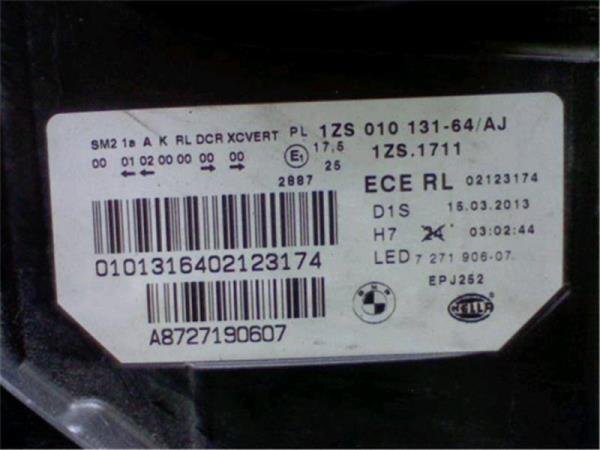 SM2 1a A K RL DCR XCVERT PL 1ZS 010 131-64/AJ
00 01 02 00 00 00 00 E1 17,5 1ZS.1711
2887 25
ECE RL 02123174
D1S 15.03.2013
H7 24 03:02:44
LED 7 271 906-07
EPJ252
0101316402123174
A8727190607
BMW
HELLA